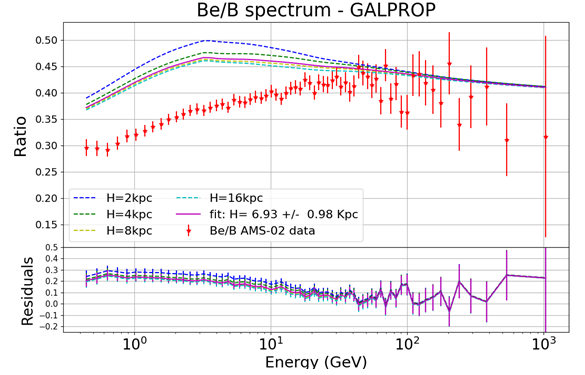 Be/B spectrum - GALPROP
Ratio
0.50
0.45
0.40
0.35
0.30
0.25
0.20
0.15
H=2kpc
H=4kpc
H=8kpc
H=16kpc
fit: H= 6.93 +/-  0.98 Kpc
Be/B AMS-02 data
Residuals
0.5
0.4
0.3
0.2
0.1
0.0
−0.1
−0.2
10⁰ 10¹ 10² 10³
Energy (GeV)